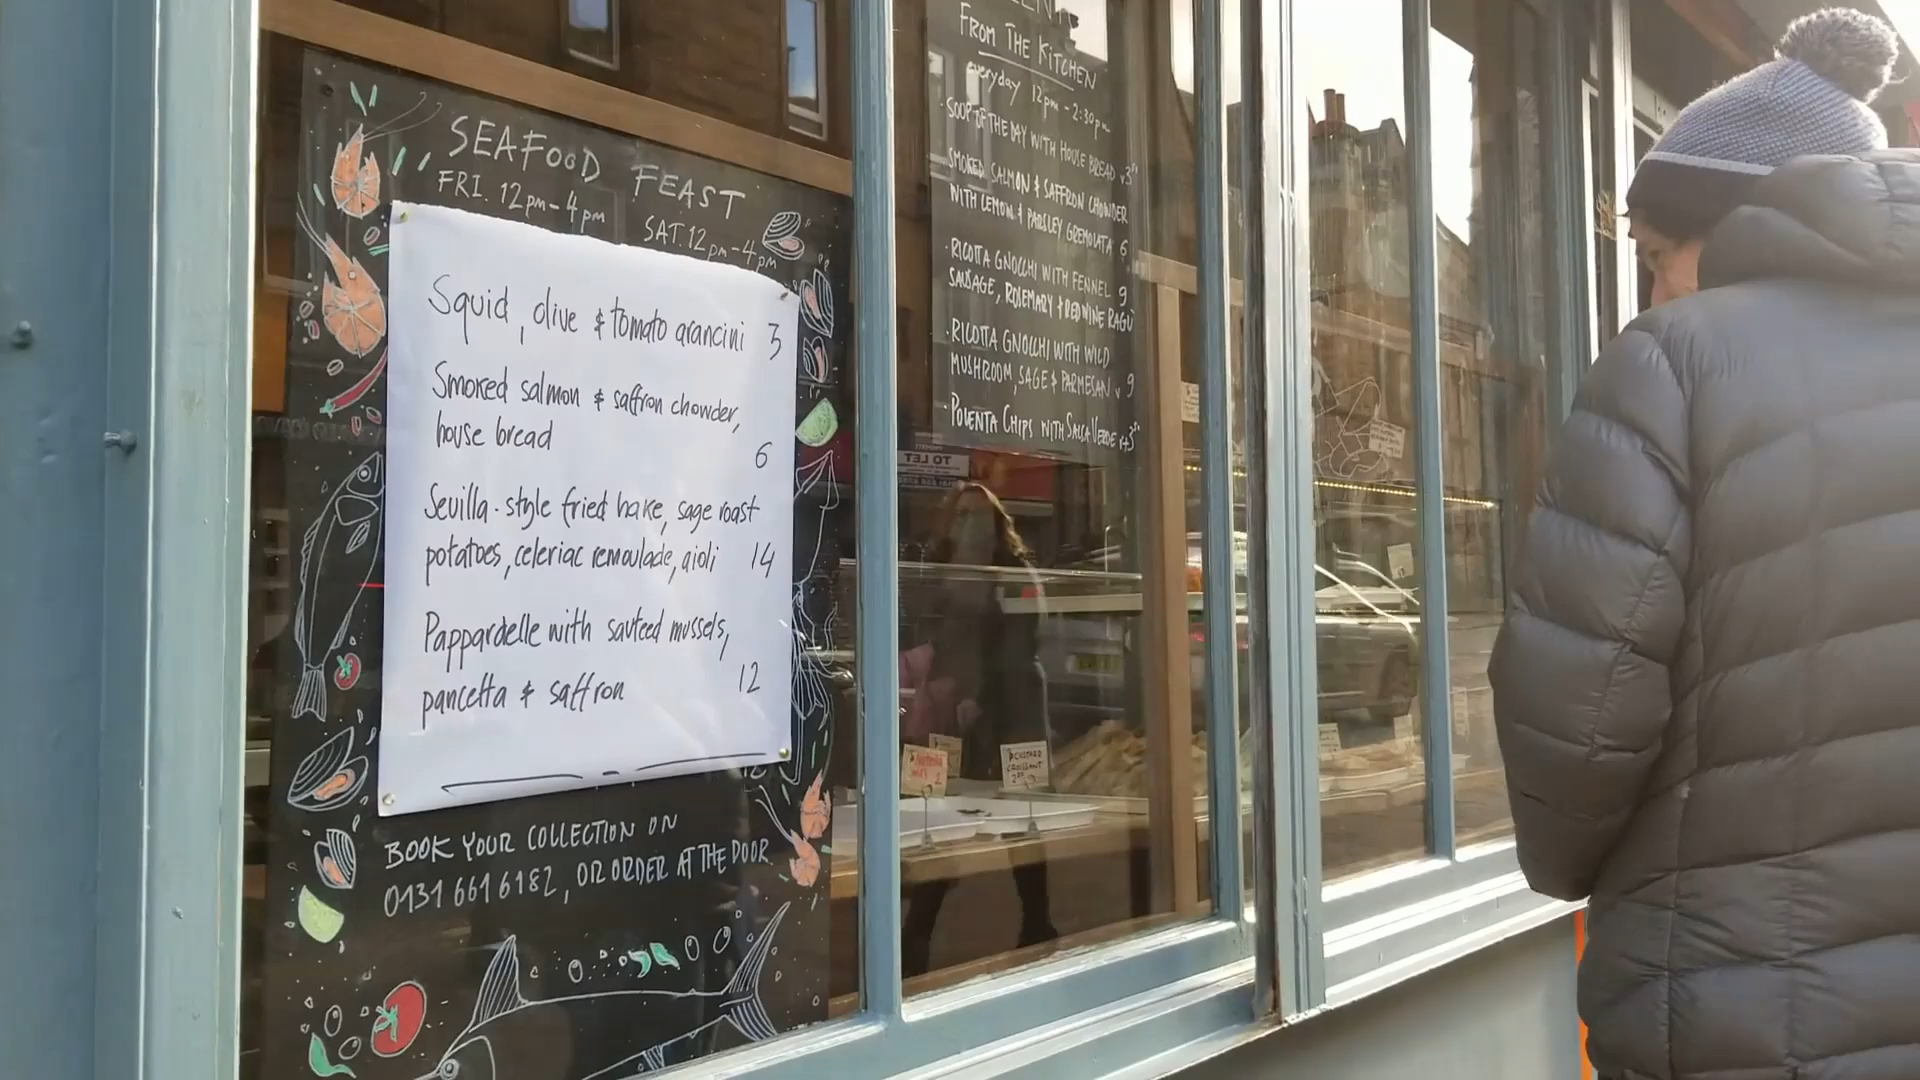 SEAFOOD FEAST
FRI. 12pm-4pm SAT. 12pm-4pm
Squid, olive & tomato arancini 3
Smoked salmon & saffron chowder,
house bread 6
Sevilla-style fried hake, sage roast
potatoes, celeriac remoulade, aioli 14
Pappardelle with sauteed mussels,
pancetta & saffron 12
12
BOOK YOUR COLLECTION ON
0131 661 6182, OR ORDER AT THE DOOR.
FROM THE KITCHEN
everyday 12pm-2:30pm
· SOUP OF THE DAY WITH HOUSE BREAD v 3
SMOKED SALMON & SAFFRON CHOWDER
WITH LEMON & PARSLEY GREMOLATA 6
· RICOTTA GNOCCHI WITH FENNEL 9
SAUSAGE, ROSEMARY & RED WINE RAGU
· RICOTTA GNOCCHI WITH WILD
MUSHROOM, SAGE & PARMESAN v 9
· POLENTA CHIPS WITH SALSA VERDE
TO LET
CUSTARD
CROISSANT